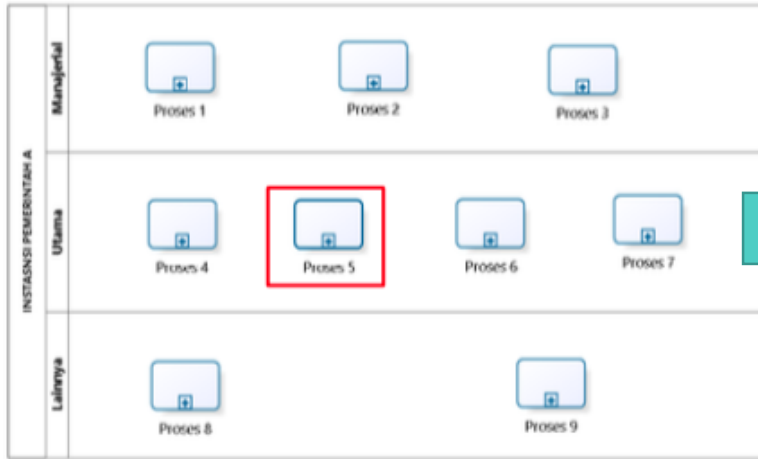 INSTASNSI PEMERINTAH A
Manajerial
Proses 1
Proses 2
Proses 3
Utama
Proses 4
Proses 5
Proses 6
Proses 7
Lainnya
Proses 8
Proses 9